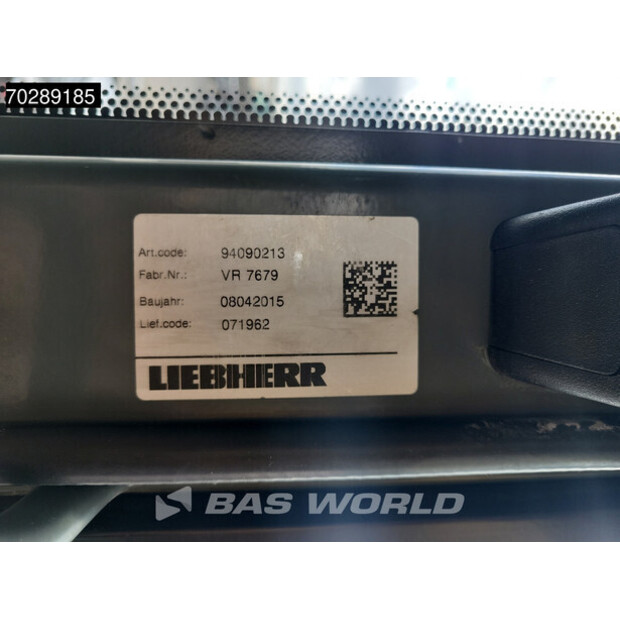 70289185
Art.code: 94090213
Fabr.Nr.: VR 7679
Baujahr: 08042015
Lief.code: 071962
LIEBHERR
BAS WORLD